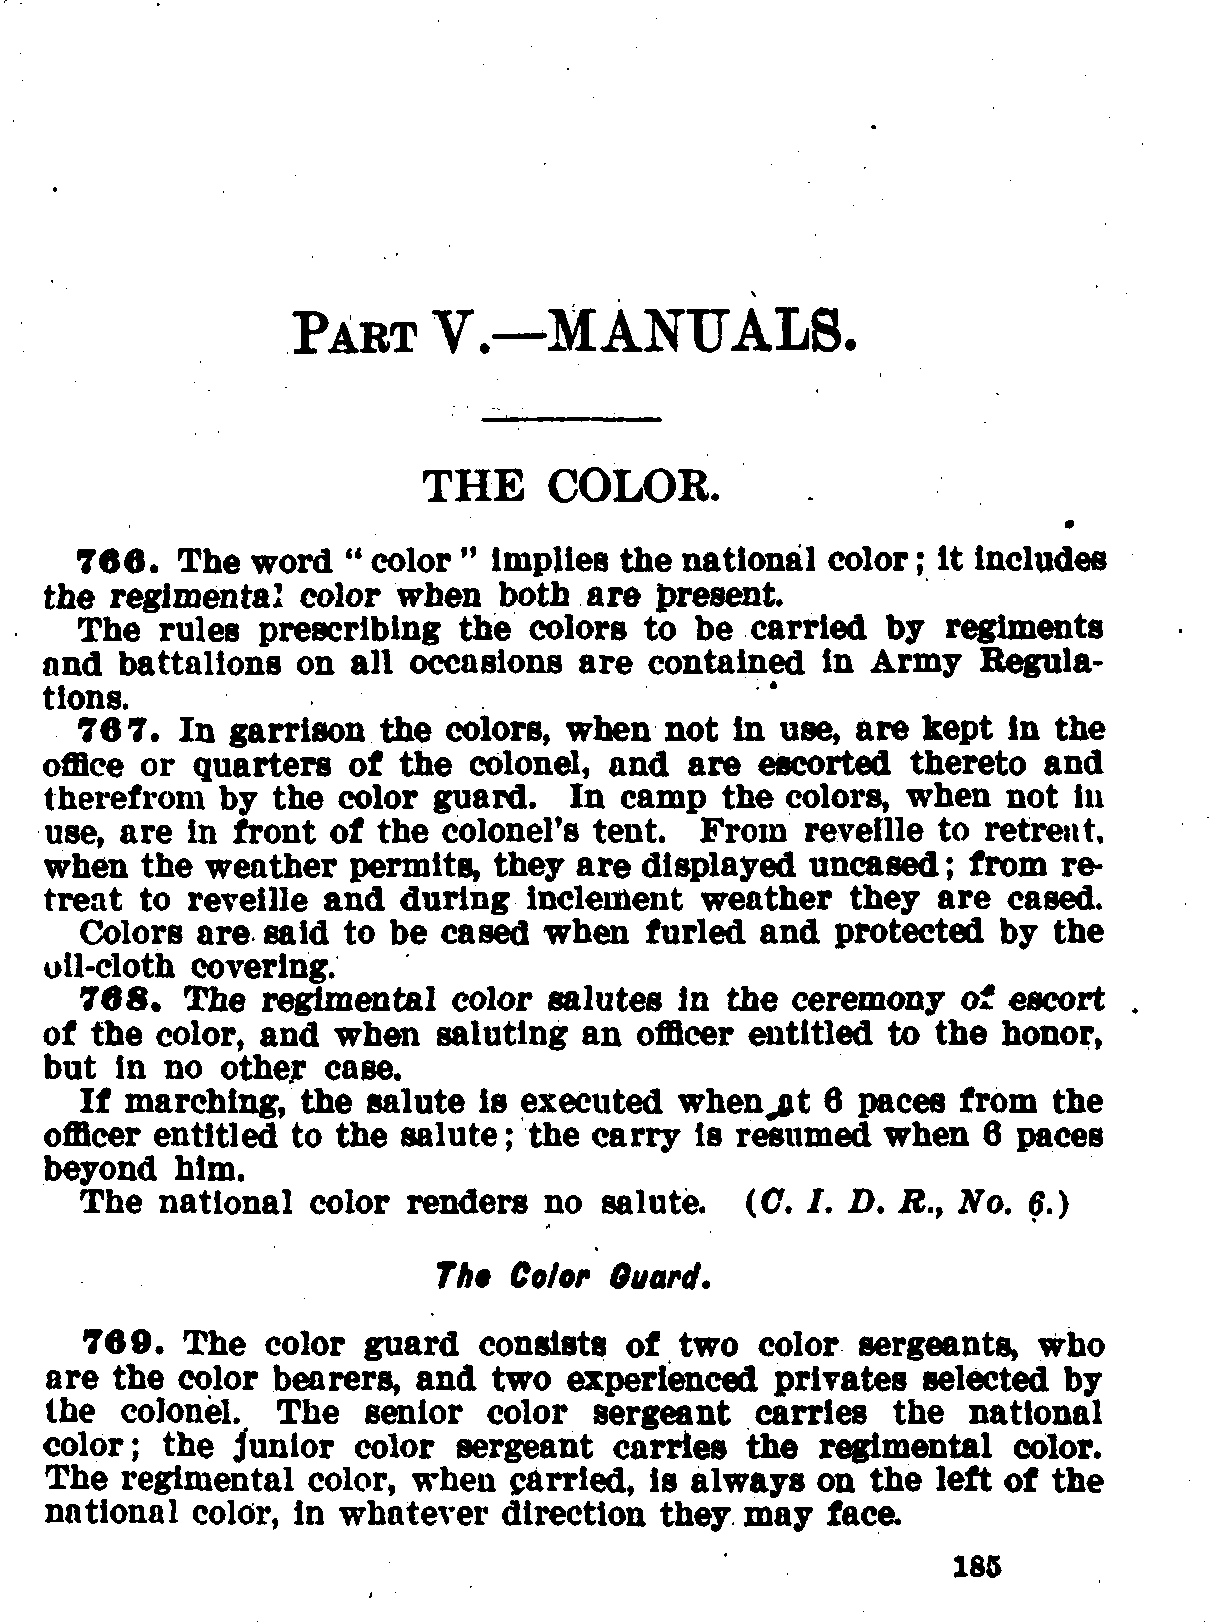 PART V.—MANUALS.
THE COLOR.
766. The word " color " implies the national color; it includes
the regimental color when both are present.
The rules prescribing the colors to be carried by regiments
and battalions on all occasions are contained in Army Regula-
tions.
767. In garrison the colors, when not in use, are kept in the
office or quarters of the colonel, and are escorted thereto and
therefrom by the color guard. In camp the colors, when not in
use, are in front of the colonel's tent. From reveille to retreat,
when the weather permits, they are displayed uncased; from re-
treat to reveille and during inclement weather they are cased.
Colors are said to be cased when furled and protected by the
oil-cloth covering.
768. The regimental color salutes in the ceremony of escort
of the color, and when saluting an officer entitled to the honor,
but in no other case.
If marching, the salute is executed when at 6 paces from the
officer entitled to the salute; the carry is resumed when 6 paces
beyond him.
The national color renders no salute. (C. I. D. R., No. 6.)
The Color Guard.
769. The color guard consists of two color sergeants, who
are the color bearers, and two experienced privates selected by
the colonel. The senior color sergeant carries the national
color; the junior color sergeant carries the regimental color.
The regimental color, when carried, is always on the left of the
national color, in whatever direction they may face.
185